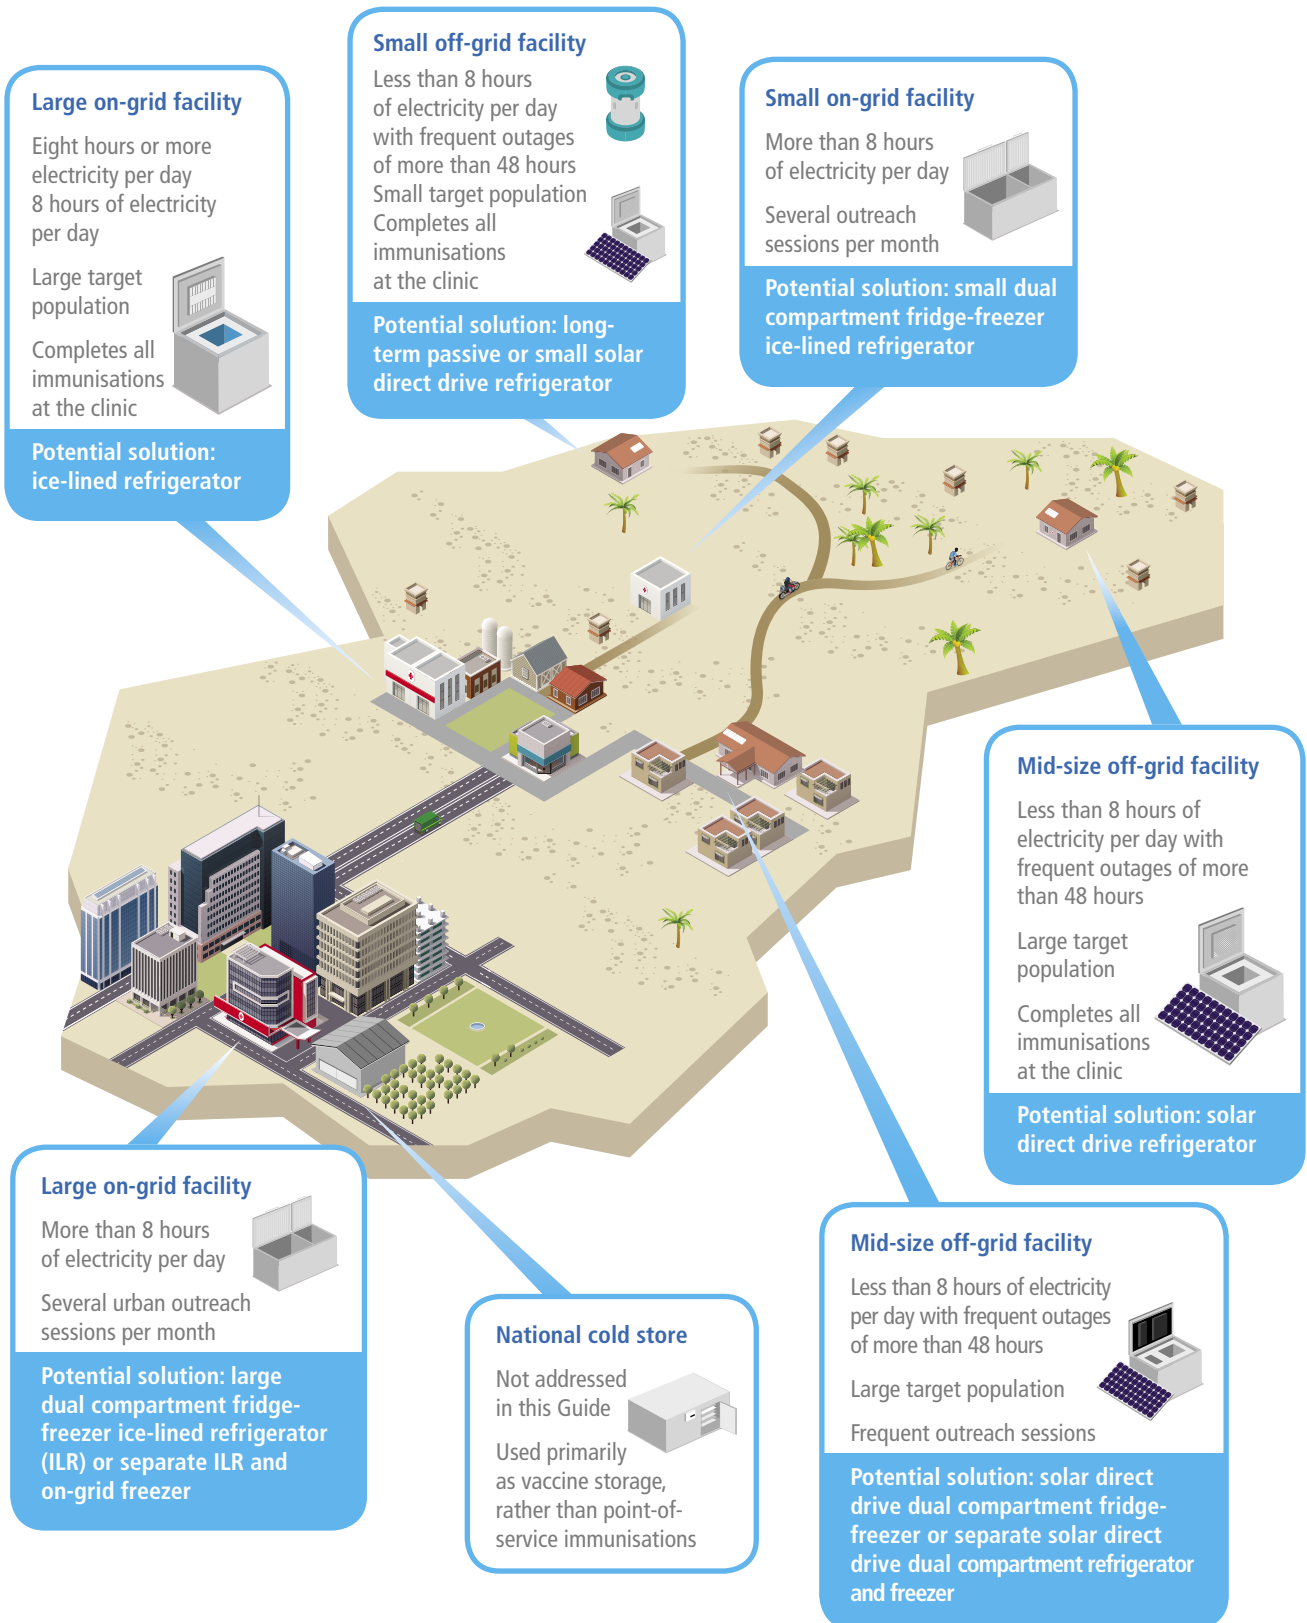 Small off-grid facility
Less than 8 hours
of electricity per day
with frequent outages
of more than 48 hours
Small target population
Completes all
immunisations
at the clinic
Potential solution: long-
term passive or small solar
direct drive refrigerator
Large on-grid facility
Eight hours or more
electricity per day
8 hours of electricity
per day
Large target
population
Completes all
immunisations
at the clinic
Potential solution:
ice-lined refrigerator
Small on-grid facility
More than 8 hours
of electricity per day
Several outreach
sessions per month
Potential solution: small dual
compartment fridge-freezer
ice-lined refrigerator
Mid-size off-grid facility
Less than 8 hours of
electricity per day with
frequent outages of more
than 48 hours
Large target
population
Completes all
immunisations
at the clinic
Potential solution: solar
direct drive refrigerator
Large on-grid facility
More than 8 hours
of electricity per day
Several urban outreach
sessions per month
Potential solution: large
dual compartment fridge-
freezer ice-lined refrigerator
(ILR) or separate ILR and
on-grid freezer
National cold store
Not addressed
in this Guide
Used primarily
as vaccine storage,
rather than point-of-
service immunisations
Mid-size off-grid facility
Less than 8 hours of electricity
per day with frequent outages
of more than 48 hours
Large target population
Frequent outreach sessions
Potential solution: solar direct
drive dual compartment fridge-
freezer or separate solar direct
drive dual compartment refrigerator
and freezer